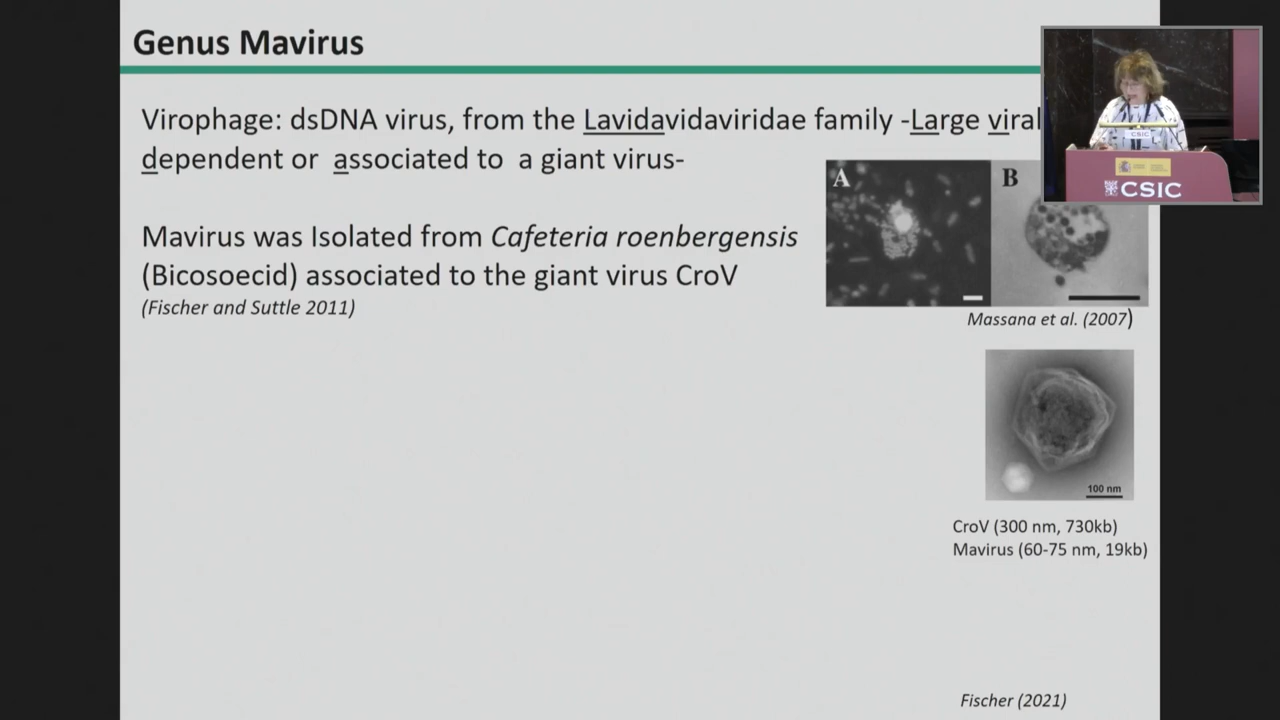 Genus Mavirus
Virophage: dsDNA virus, from the Lavidavidaviridae family -Large viral
dependent or associated to a giant virus-
A
B
CSIC
CSIC
Mavirus was Isolated from Cafeteria roenbergensis
(Bicosoecid) associated to the giant virus CroV
(Fischer and Suttle 2011)
Massana et al. (2007)
100 nm
CroV (300 nm, 730kb)
Mavirus (60-75 nm, 19kb)
Fischer (2021)